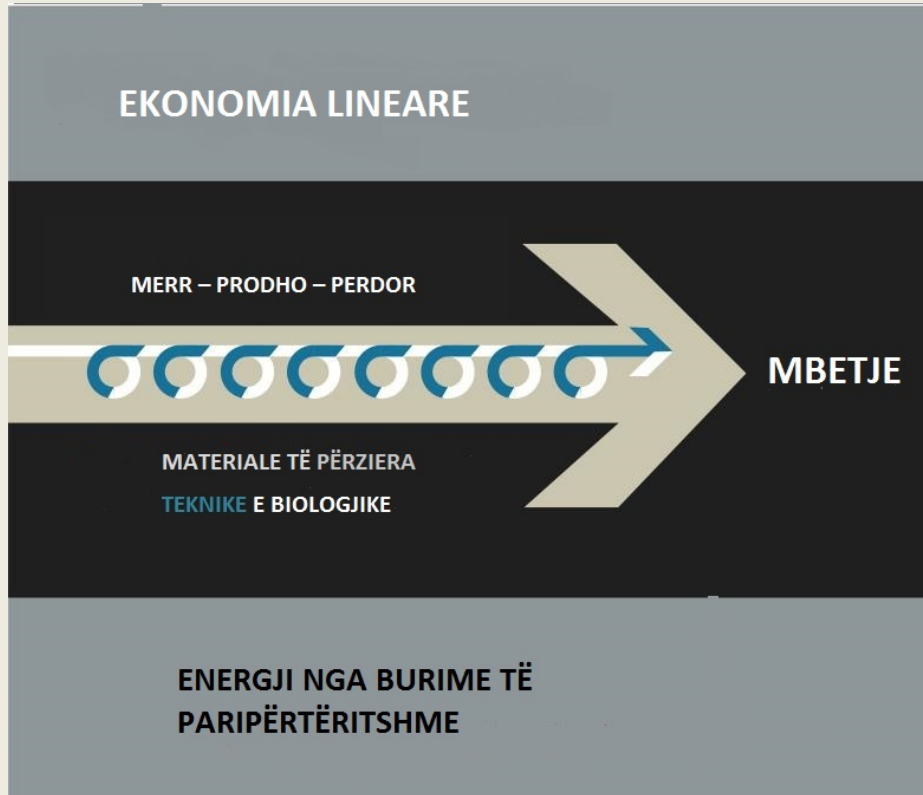 EKONOMIA LINEARE
MERR – PRODHO – PERDOR
MBETJE
MATERIALE TË PËRZIERA
TEKNIKE E BIOLOGJIKE
ENERGJI NGA BURIME TË
PARIPËRTËRITSHME